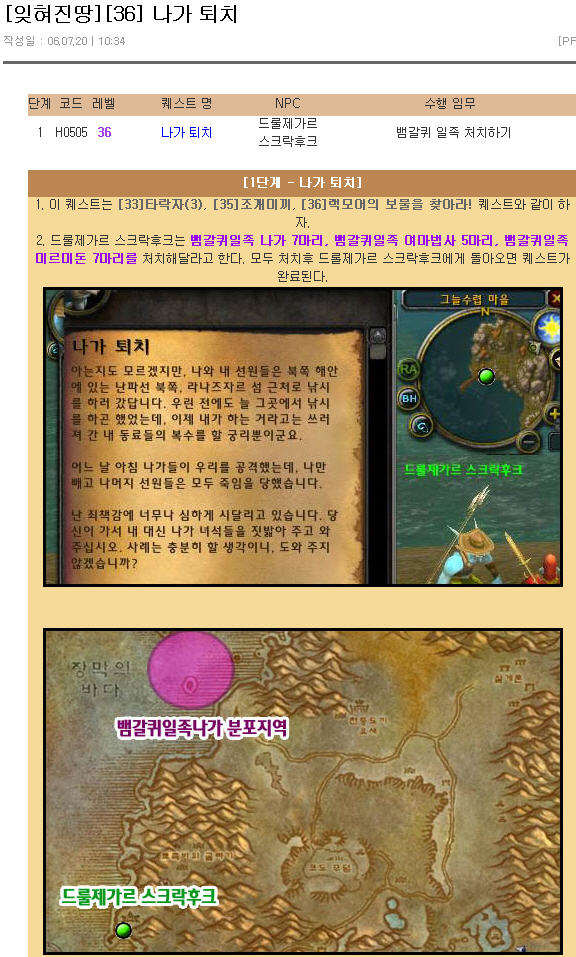 [잊혀진땅][36] 나가 퇴치
작성일 : 06.07.20 | 10:34
[PF
단계 코드 레벨 퀘스트 명 NPC 수행 임무
1 H0505 36 나가 퇴치 드룰제가르 스크락후크 뱀갈퀴 일족 처치하기
[1단계 - 나가 퇴치]
1. 이 퀘스트는 [33]타락자(3), [35]조개미끼, [36]랙모어의 보물을 찾아라! 퀘스트와 같이 하
자.
2. 드룰제가르 스크락후크는 뱀갈퀴일족 나가 7마리, 뱀갈퀴일족 여마법사 5마리, 뱀갈퀴일족
미르미돈 7마리를 처치해달라고 한다. 모두 처치후 드룰제가르 스크락후크에게 돌아오면 퀘스트가
완료된다.
나가 퇴치
아는지도 모르겠지만, 나와 내 선원들은 북쪽 해안
에 있는 난파선 북쪽, 라나즈자르 섬 근처로 낚시
를 하러 갔답니다. 우린 전에도 늘 그곳에서 낚시
를 하곤 했었는데, 이제 내가 하는 거라고는 쓰러
져 간 내 동료들의 복수를 할 궁리뿐이군요.
어느 날 아침 나가들이 우리를 공격했는데, 나만
빼고 나머지 선원들은 모두 죽임을 당했습니다.
난 죄책감에 너무나 심하게 시달리고 있습니다. 당
신이 가서 내 대신 나가 녀석들을 짓밟아 주고 와
주십시오. 사례는 충분히 할 생각이니, 도와 주지
않겠습니까?
그늘수렵 마을
N
RA
BH
드룰제가르 스크락후크
장막의
바다
뱀갈퀴일족나가 분포지역
코도 무덤
드룰제가르 스크락후크